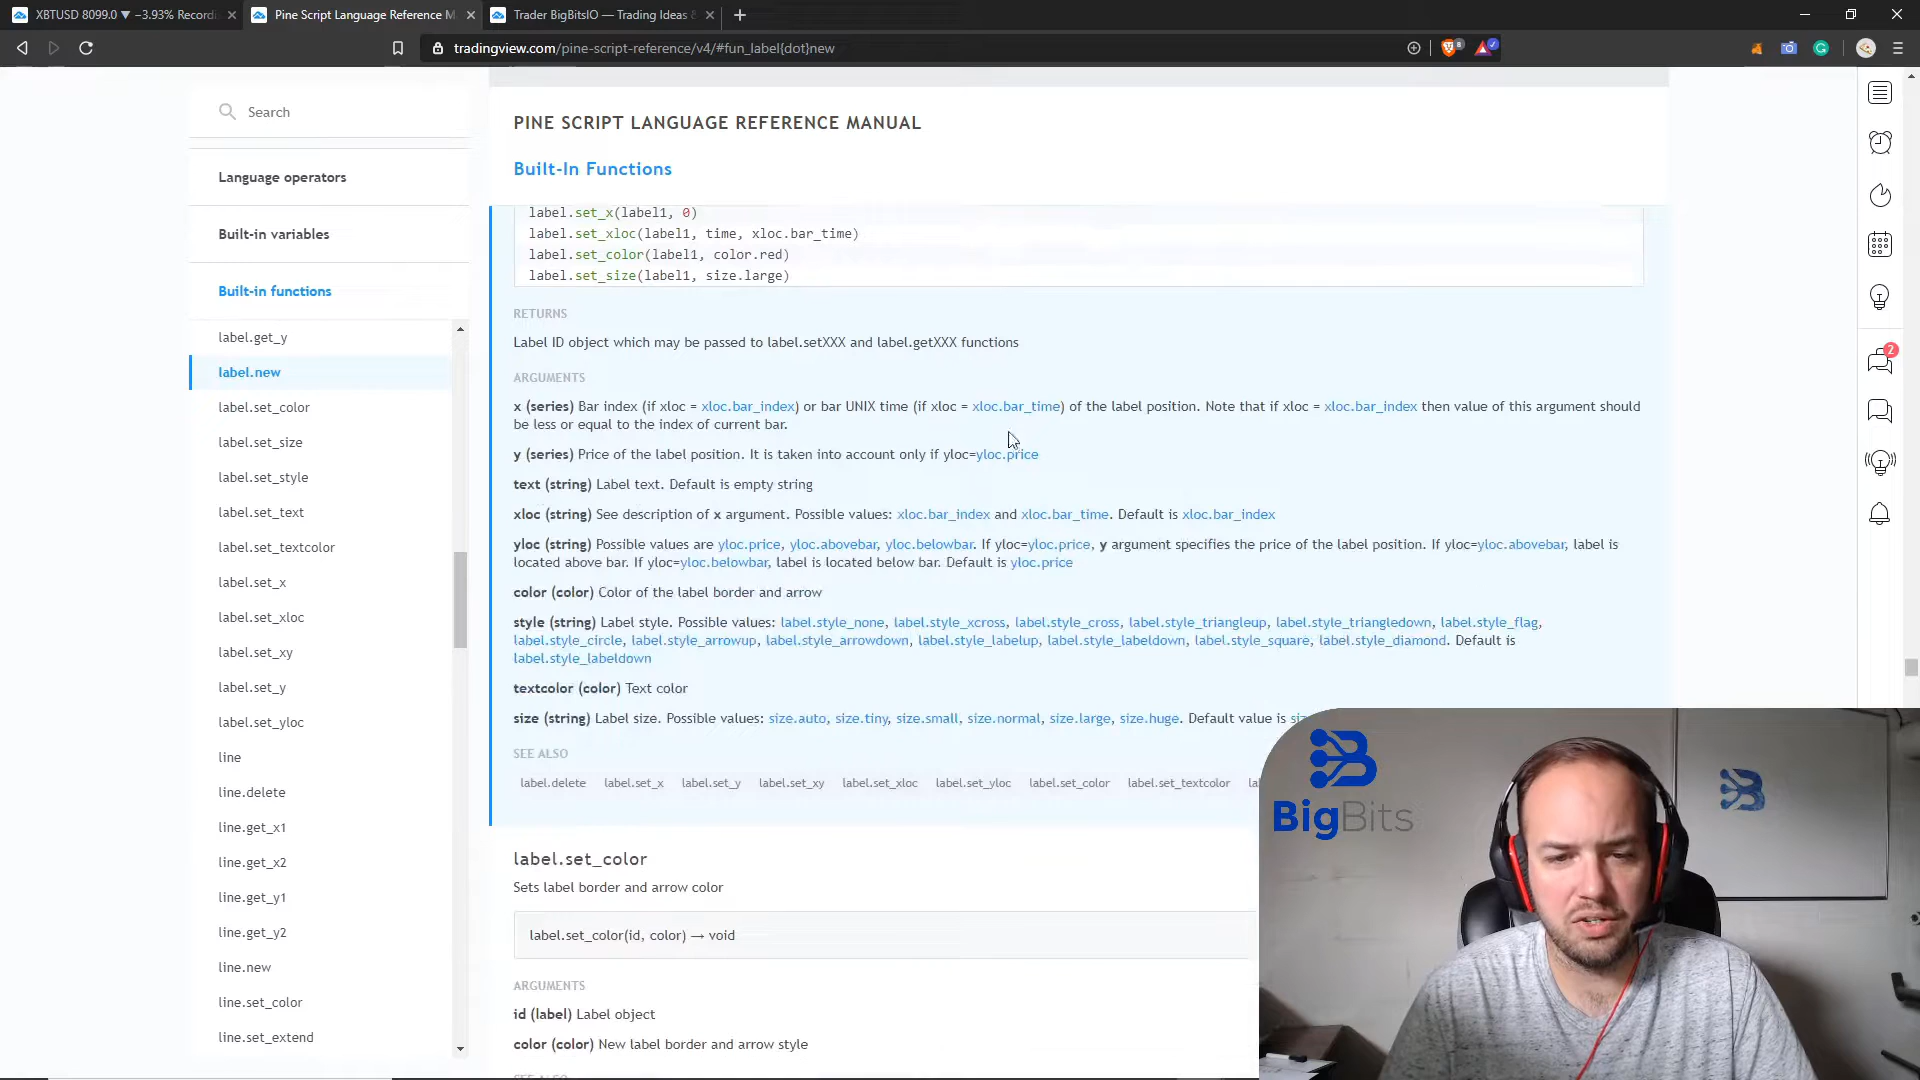 XBTUSD 8099.0 ▼ −3.93% Recordi
Pine Script Language Reference M
Trader BigBitsIO — Trading Ideas &
tradingview.com/pine-script-reference/v4/#fun_label{dot}new
8
Search
Language operators
Built-in variables
Built-in functions
label.get_y
label.new
label.set_color
label.set_size
label.set_style
label.set_text
label.set_textcolor
label.set_x
label.set_xloc
label.set_xy
label.set_y
label.set_yloc
line
line.delete
line.get_x1
line.get_x2
line.get_y1
line.get_y2
line.new
line.set_color
line.set_extend
PINE SCRIPT LANGUAGE REFERENCE MANUAL
Built-In Functions
label.set_x(label1, 0)
label.set_xloc(label1, time, xloc.bar_time)
label.set_color(label1, color.red)
label.set_size(label1, size.large)
RETURNS
Label ID object which may be passed to label.setXXX and label.getXXX functions
ARGUMENTS
x (series) Bar index (if xloc = xloc.bar_index) or bar UNIX time (if xloc = xloc.bar_time) of the label position. Note that if xloc = xloc.bar_index then value of this argument should
be less or equal to the index of current bar.
y (series) Price of the label position. It is taken into account only if yloc=yloc.price
text (string) Label text. Default is empty string
xloc (string) See description of x argument. Possible values: xloc.bar_index and xloc.bar_time. Default is xloc.bar_index
yloc (string) Possible values are yloc.price, yloc.abovebar, yloc.belowbar. If yloc=yloc.price, y argument specifies the price of the label position. If yloc=yloc.abovebar, label is
located above bar. If yloc=yloc.belowbar, label is located below bar. Default is yloc.price
color (color) Color of the label border and arrow
style (string) Label style. Possible values: label.style_none, label.style_xcross, label.style_cross, label.style_triangleup, label.style_triangledown, label.style_flag,
label.style_circle, label.style_arrowup, label.style_arrowdown, label.style_labelup, label.style_labeldown, label.style_square, label.style_diamond. Default is
label.style_labeldown
textcolor (color) Text color
size (string) Label size. Possible values: size.auto, size.tiny, size.small, size.normal, size.large, size.huge. Default value is si
SEE ALSO
label.delete label.set_x label.set_y label.set_xy label.set_xloc label.set_yloc label.set_color label.set_textcolor la
label.set_color
Sets label border and arrow color
label.set_color(id, color) → void
ARGUMENTS
id (label) Label object
color (color) New label border and arrow style
2
BigBits